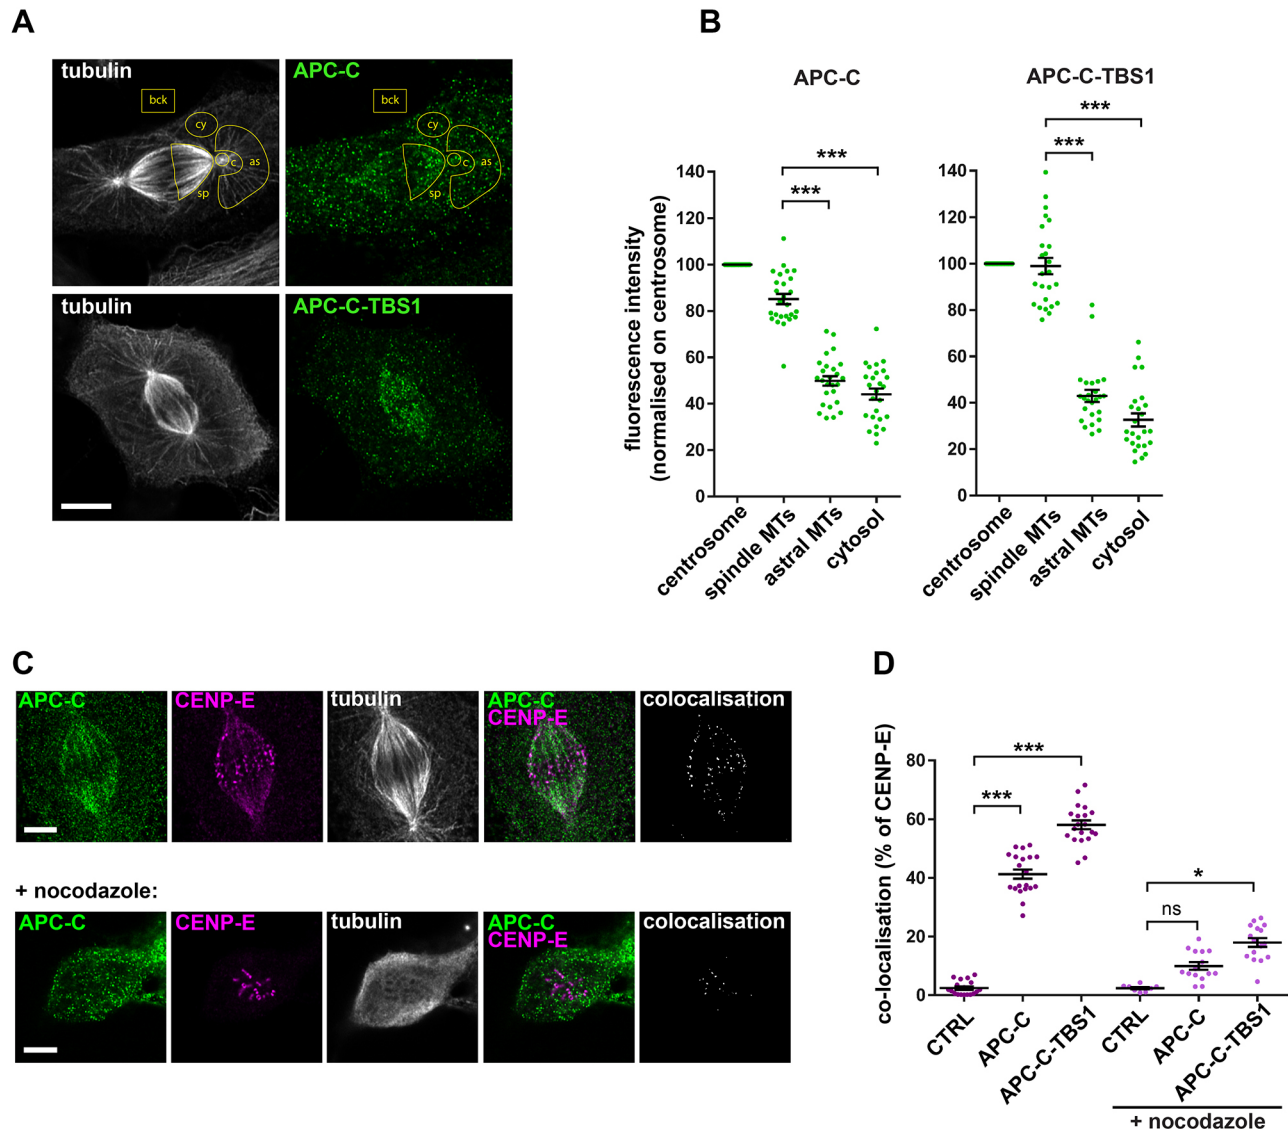 A
tubulin
bck
cy
c
as
sp
APC-C
bck
cy
c
as
sp
tubulin
APC-C-TBS1
B
APC-C
APC-C-TBS1
***
***
***
***
fluorescence intensity
(normalised on centrosome)
140
120
100
80
60
40
20
0
centrosome
spindle MTs
astral MTs
cytosol
140
120
100
80
60
40
20
0
centrosome
spindle MTs
astral MTs
cytosol
C
APC-C
CENP-E
tubulin
APC-C
CENP-E
colocalisation
+ nocodazole:
APC-C
CENP-E
tubulin
APC-C
CENP-E
colocalisation
D
co-localisation (% of CENP-E)
80
60
40
20
0
***
***
*
ns
CTRL
APC-C
APC-C-TBS1
CTRL
APC-C
APC-C-TBS1
+ nocodazole